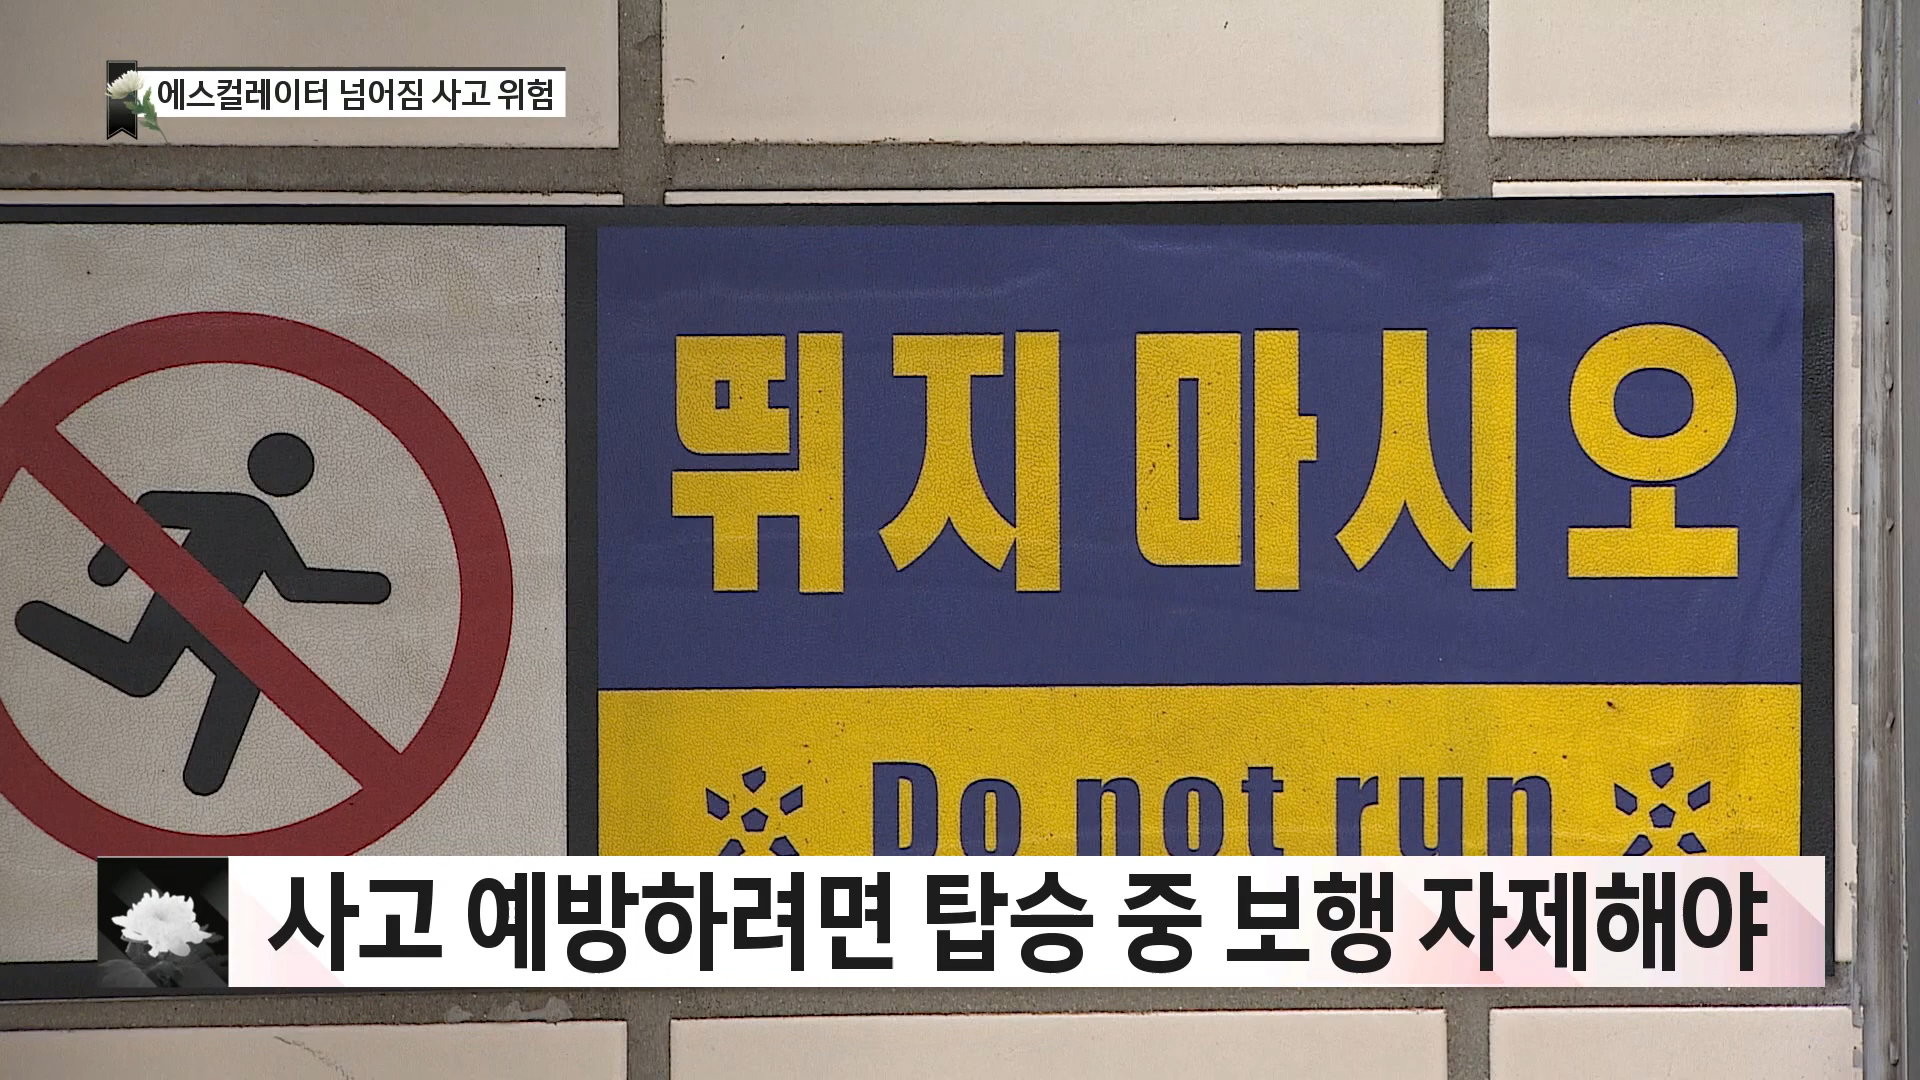 에스컬레이터 넘어짐 사고 위험
뛰지 마시오
Do not run
사고 예방하려면 탑승 중 보행 자제해야